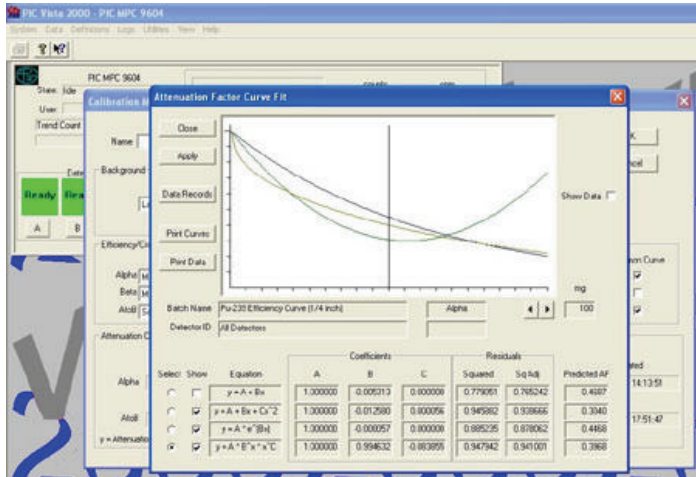 PIC Vista 2000 - PIC MPC 9604
System Data Definitions Logs Utilities View Help
PIC MPC 9604
State: Idle
counts cpm
User:
Trend Count
Ready
A B
Calibration M
Name
Background
Efficiency/Cr
Alpha M
Beta M
AtoB
Attenuation C
Alpha
AtoB
y = Attenuatio
Attenuation Factor Curve Fit
Close
Apply
Data Records
Print Curves
Print Data
Show Data
mg
100
Batch Name Pu-239 Efficiency Curve (1/4 inch) Alpha
Detector ID All Detectors
Coefficients Residuals
Select Show Equation A B C Squared Sq Adj Predicted AF
y = A + Bx 1.000000 -0.005313 0.000000 0.779051 0.765242 0.4687
y = A + Bx + Cx^2 1.000000 -0.012580 0.000056 0.945882 0.938666 0.3040
y = A * e^(Bx) 1.000000 -0.008057 0.000000 0.885235 0.878062 0.4468
y = A * B^x * x^C 1.000000 0.994632 -0.083855 0.947942 0.941001 0.3968
Curve
14:13:51
17:51:47